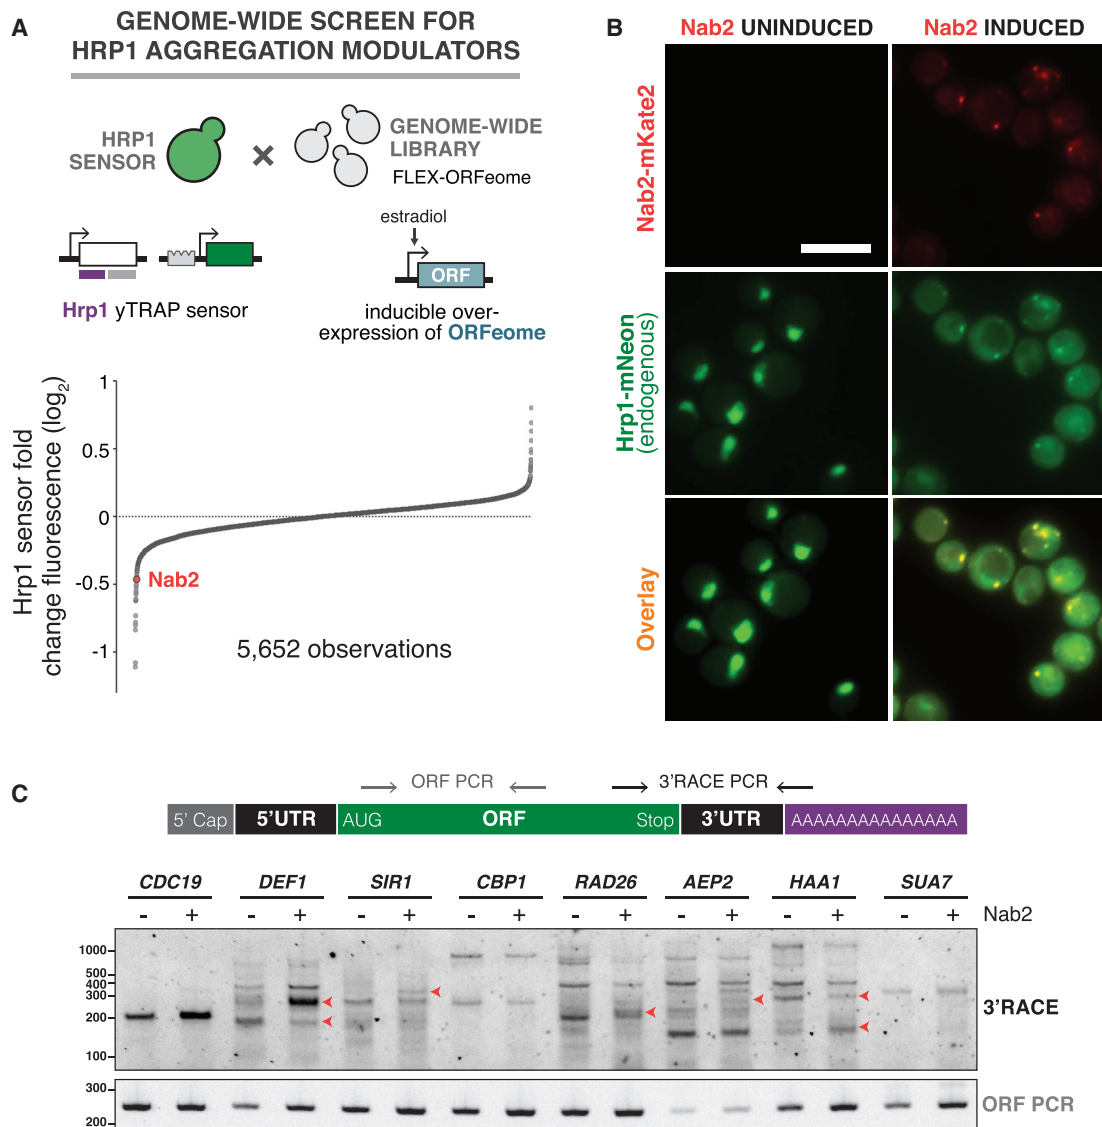 A
GENOME-WIDE SCREEN FOR
HRP1 AGGREGATION MODULATORS
HRP1
SENSOR
×
GENOME-WIDE
LIBRARY
FLEX-ORFeome
estradiol
ORF
Hrp1 yTRAP sensor
inducible over-
expression of ORFeome
Hrp1 sensor fold
change fluorescence (log2)
1
0.5
0
-0.5
-1
Nab2
5,652 observations
B
Nab2 UNINDUCED
Nab2 INDUCED
Nab2-mKate2
Hrp1-mNeon
(endogenous)
Overlay
C
ORF PCR
3'RACE PCR
5' Cap
5'UTR
AUG
ORF
Stop
3'UTR
AAAAAAAAAAAAAAA
CDC19 DEF1 SIR1 CBP1 RAD26 AEP2 HAA1 SUA7
- + - + - + - + - + - + - + - + Nab2
1000
500
400
300
200
100
3'RACE
300
200
ORF PCR